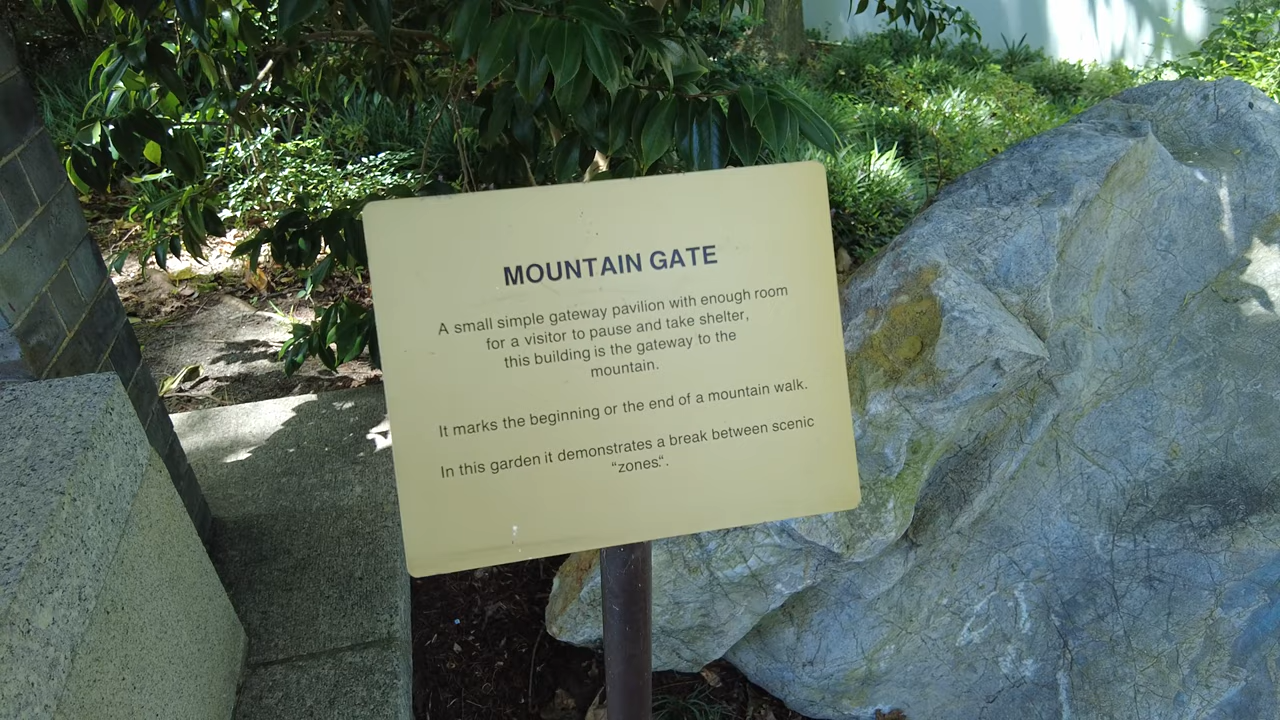 MOUNTAIN GATE
A small simple gateway pavilion with enough room
for a visitor to pause and take shelter,
this building is the gateway to the
mountain.
It marks the beginning or the end of a mountain walk.
In this garden it demonstrates a break between scenic
“zones.“.